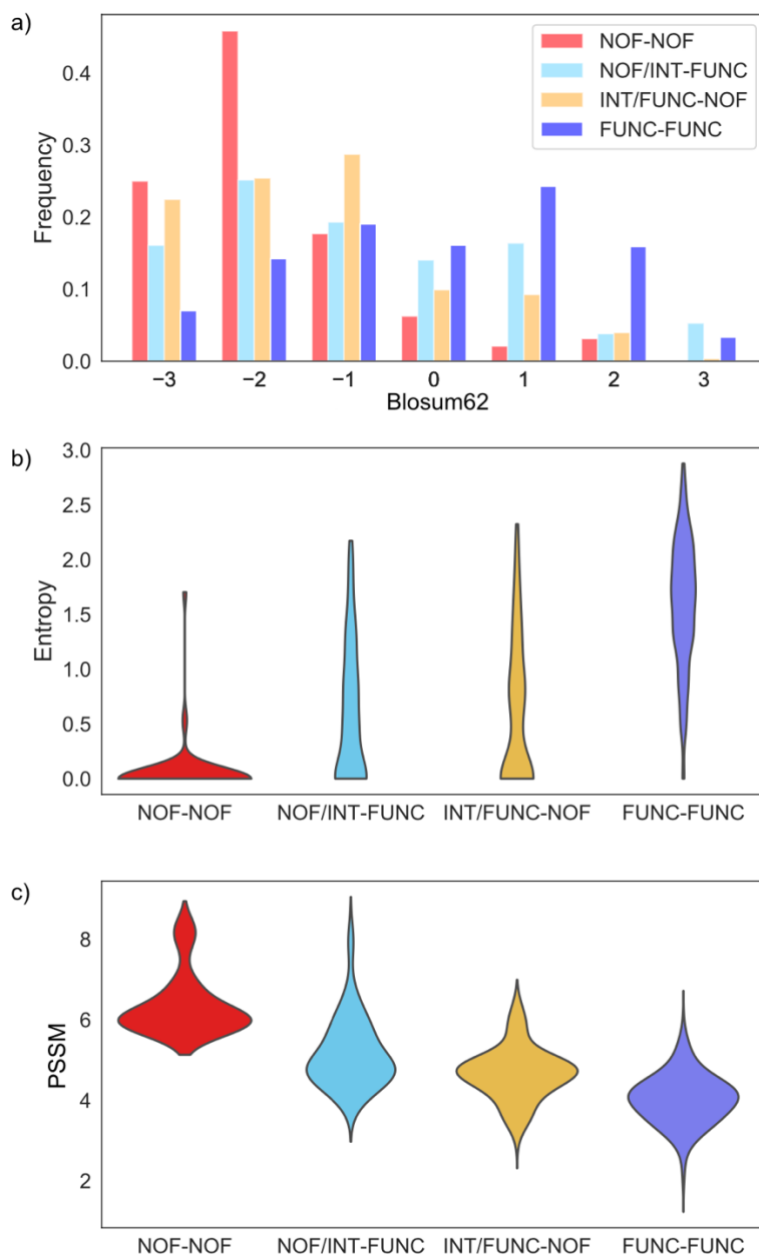 a)
NOF-NOF
NOF/INT-FUNC
INT/FUNC-NOF
FUNC-FUNC
Frequency
0.4
0.3
0.2
0.1
0.0
−3 −2 −1 0 1 2 3
Blosum62
b)
Entropy
3.0
2.5
2.0
1.5
1.0
0.5
0.0
NOF-NOF NOF/INT-FUNC INT/FUNC-NOF FUNC-FUNC
c)
PSSM
8
6
4
2
NOF-NOF NOF/INT-FUNC INT/FUNC-NOF FUNC-FUNC